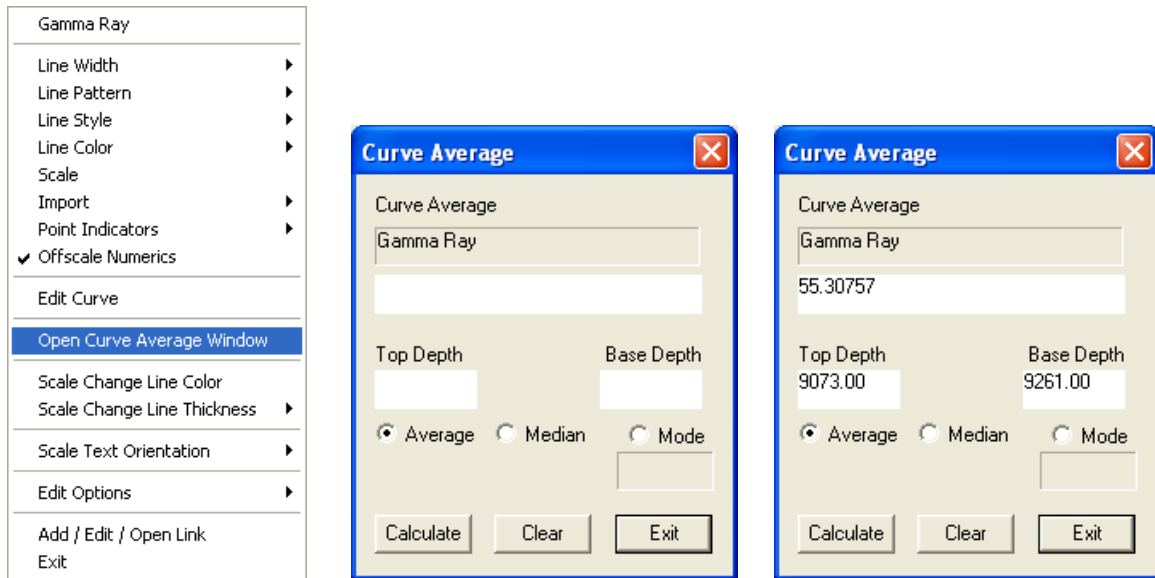 Gamma Ray
Line Width
Line Pattern
Line Style
Line Color
Scale
Import
Point Indicators
Offscale Numerics
Edit Curve
Open Curve Average Window
Scale Change Line Color
Scale Change Line Thickness
Scale Text Orientation
Edit Options
Add / Edit / Open Link
Exit
Curve Average
Curve Average
Gamma Ray
Top Depth Base Depth
Average Median Mode
Calculate Clear Exit
Curve Average
Curve Average
Gamma Ray
55.30757
Top Depth Base Depth
9073.00 9261.00
Average Median Mode
Calculate Clear Exit